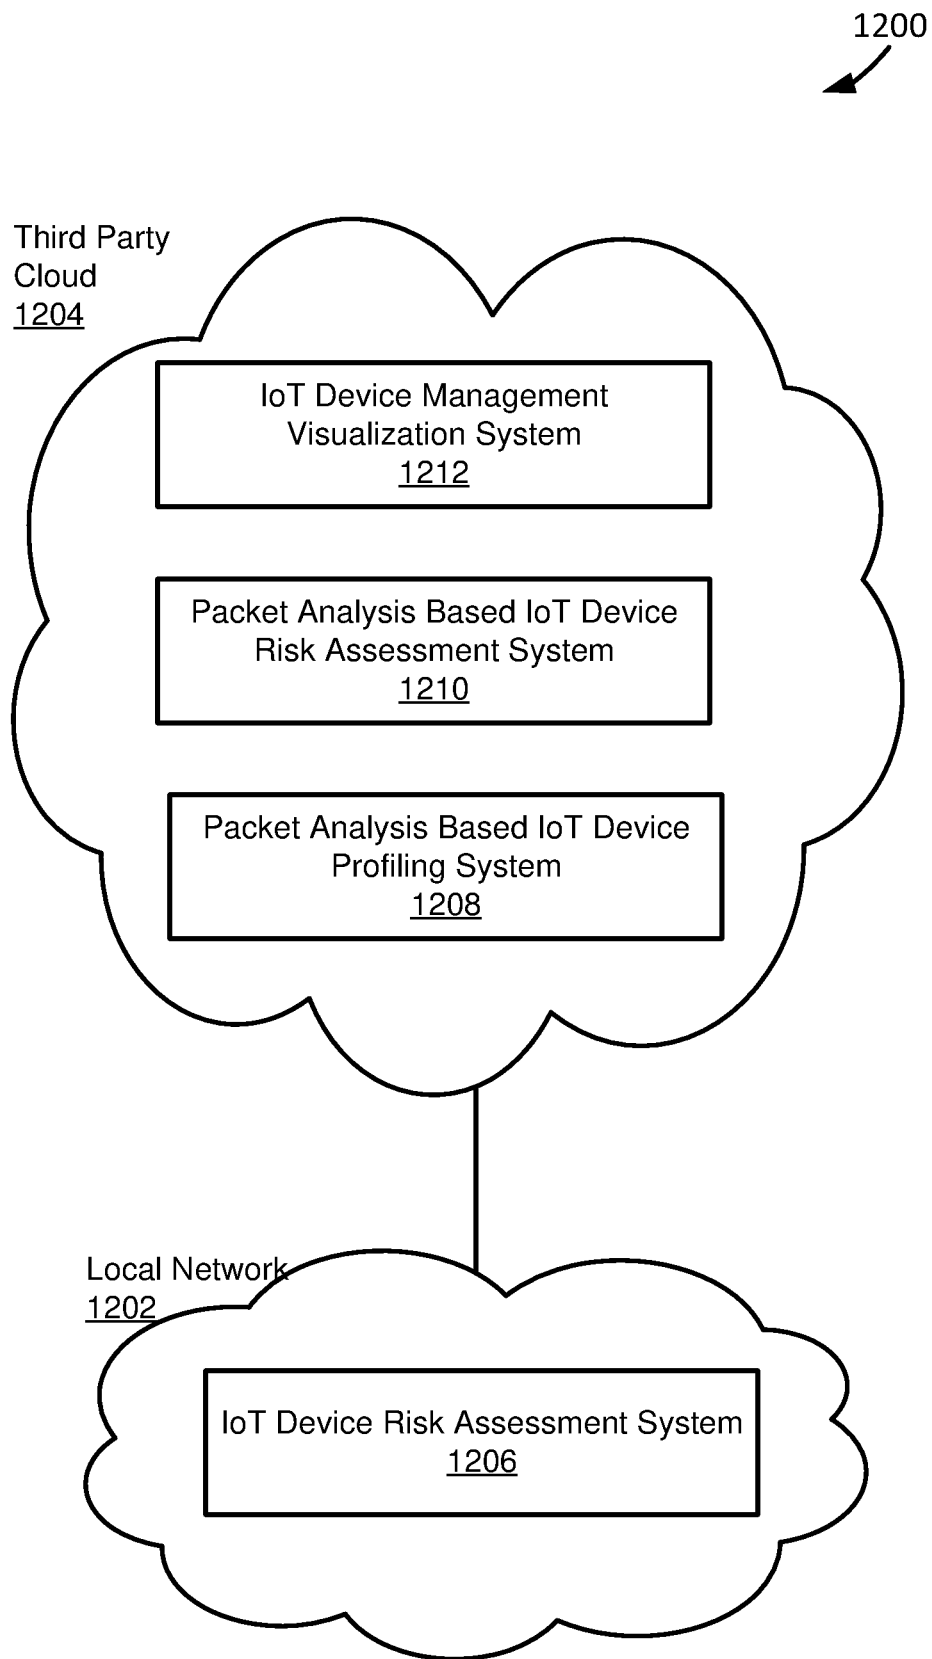 1200
Third Party
Cloud
1204
IoT Device Management
Visualization System
1212
Packet Analysis Based IoT Device
Risk Assessment System
1210
Packet Analysis Based IoT Device
Profiling System
1208
Local Network
1202
IoT Device Risk Assessment System
1206